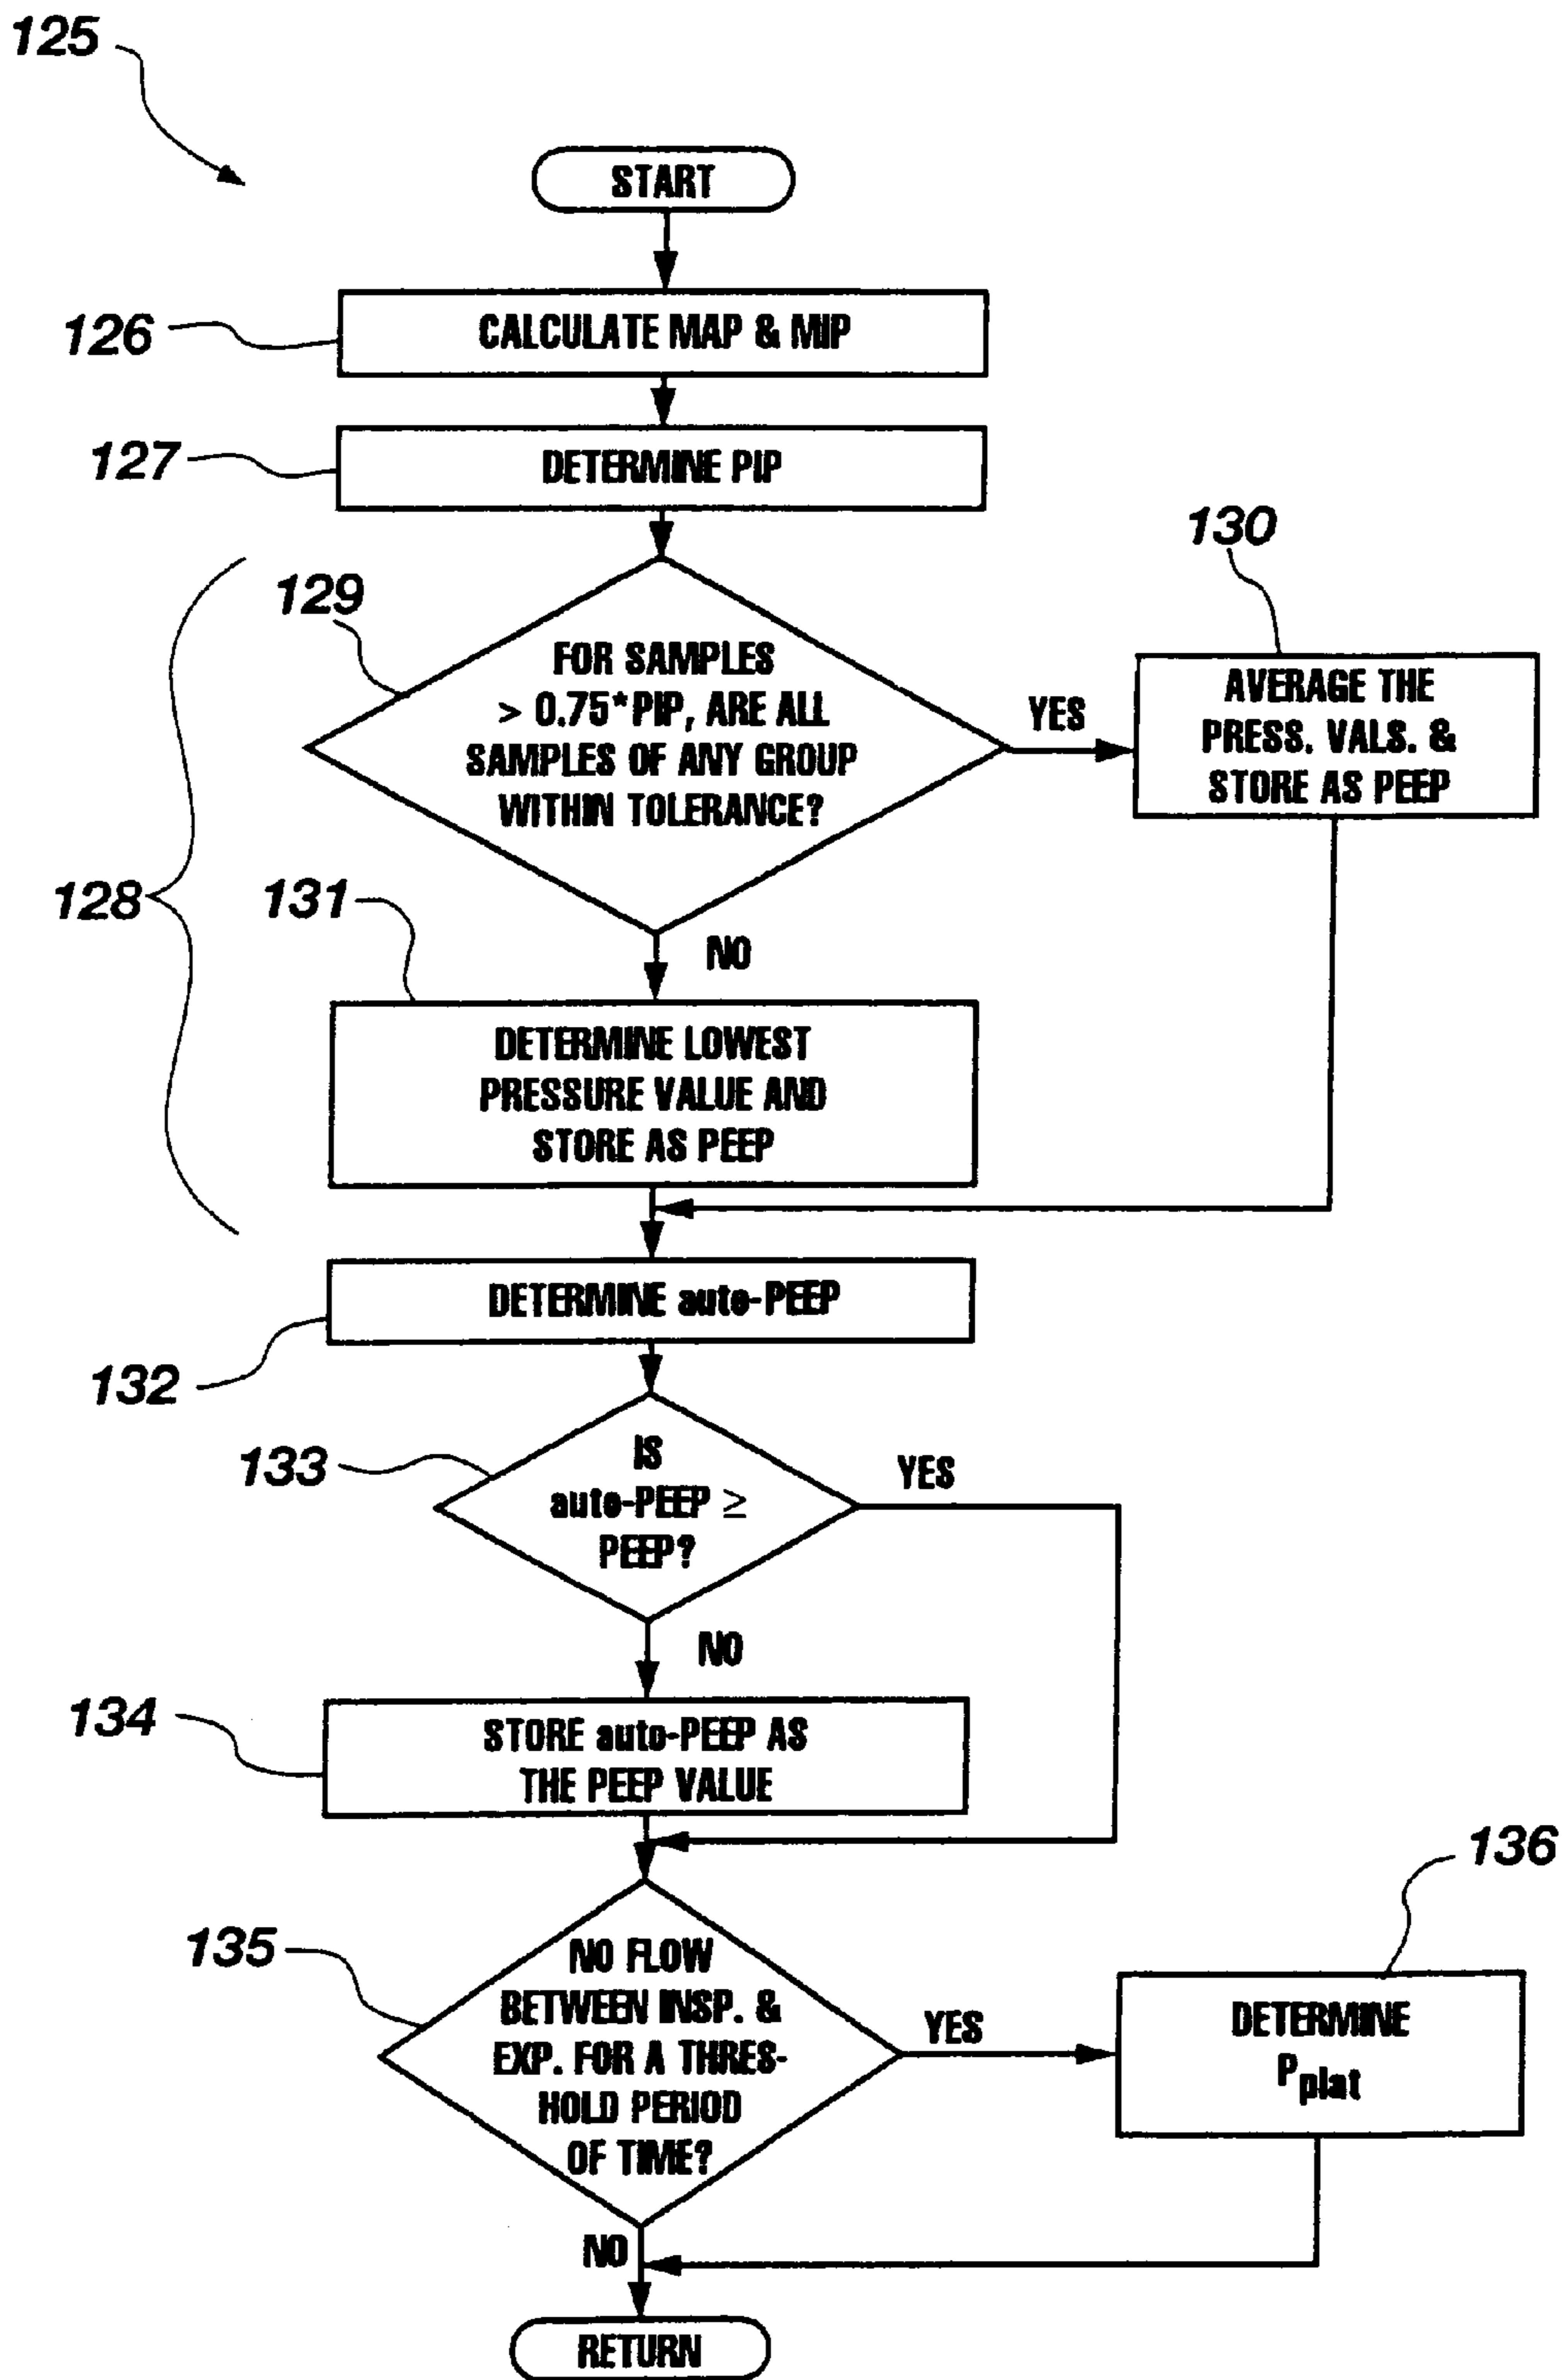 125
START
126
CALCULATE MAP & MIP
127
DETERMINE PIP
128
129
FOR SAMPLES
> 0.75*PIP, ARE ALL
SAMPLES OF ANY GROUP
WITHIN TOLERANCE?
YES
130
AVERAGE THE
PRESS. VALS. &
STORE AS PEEP
NO
131
DETERMINE LOWEST
PRESSURE VALUE AND
STORE AS PEEP
132
DETERMINE auto-PEEP
133
IS
auto-PEEP ≥
PEEP?
YES
NO
134
STORE auto-PEEP AS
THE PEEP VALUE
135
NO FLOW
BETWEEN INSP. &
EXP. FOR A THRES-
HOLD PERIOD
OF TIME?
YES
136
DETERMINE
Pplat
NO
RETURN